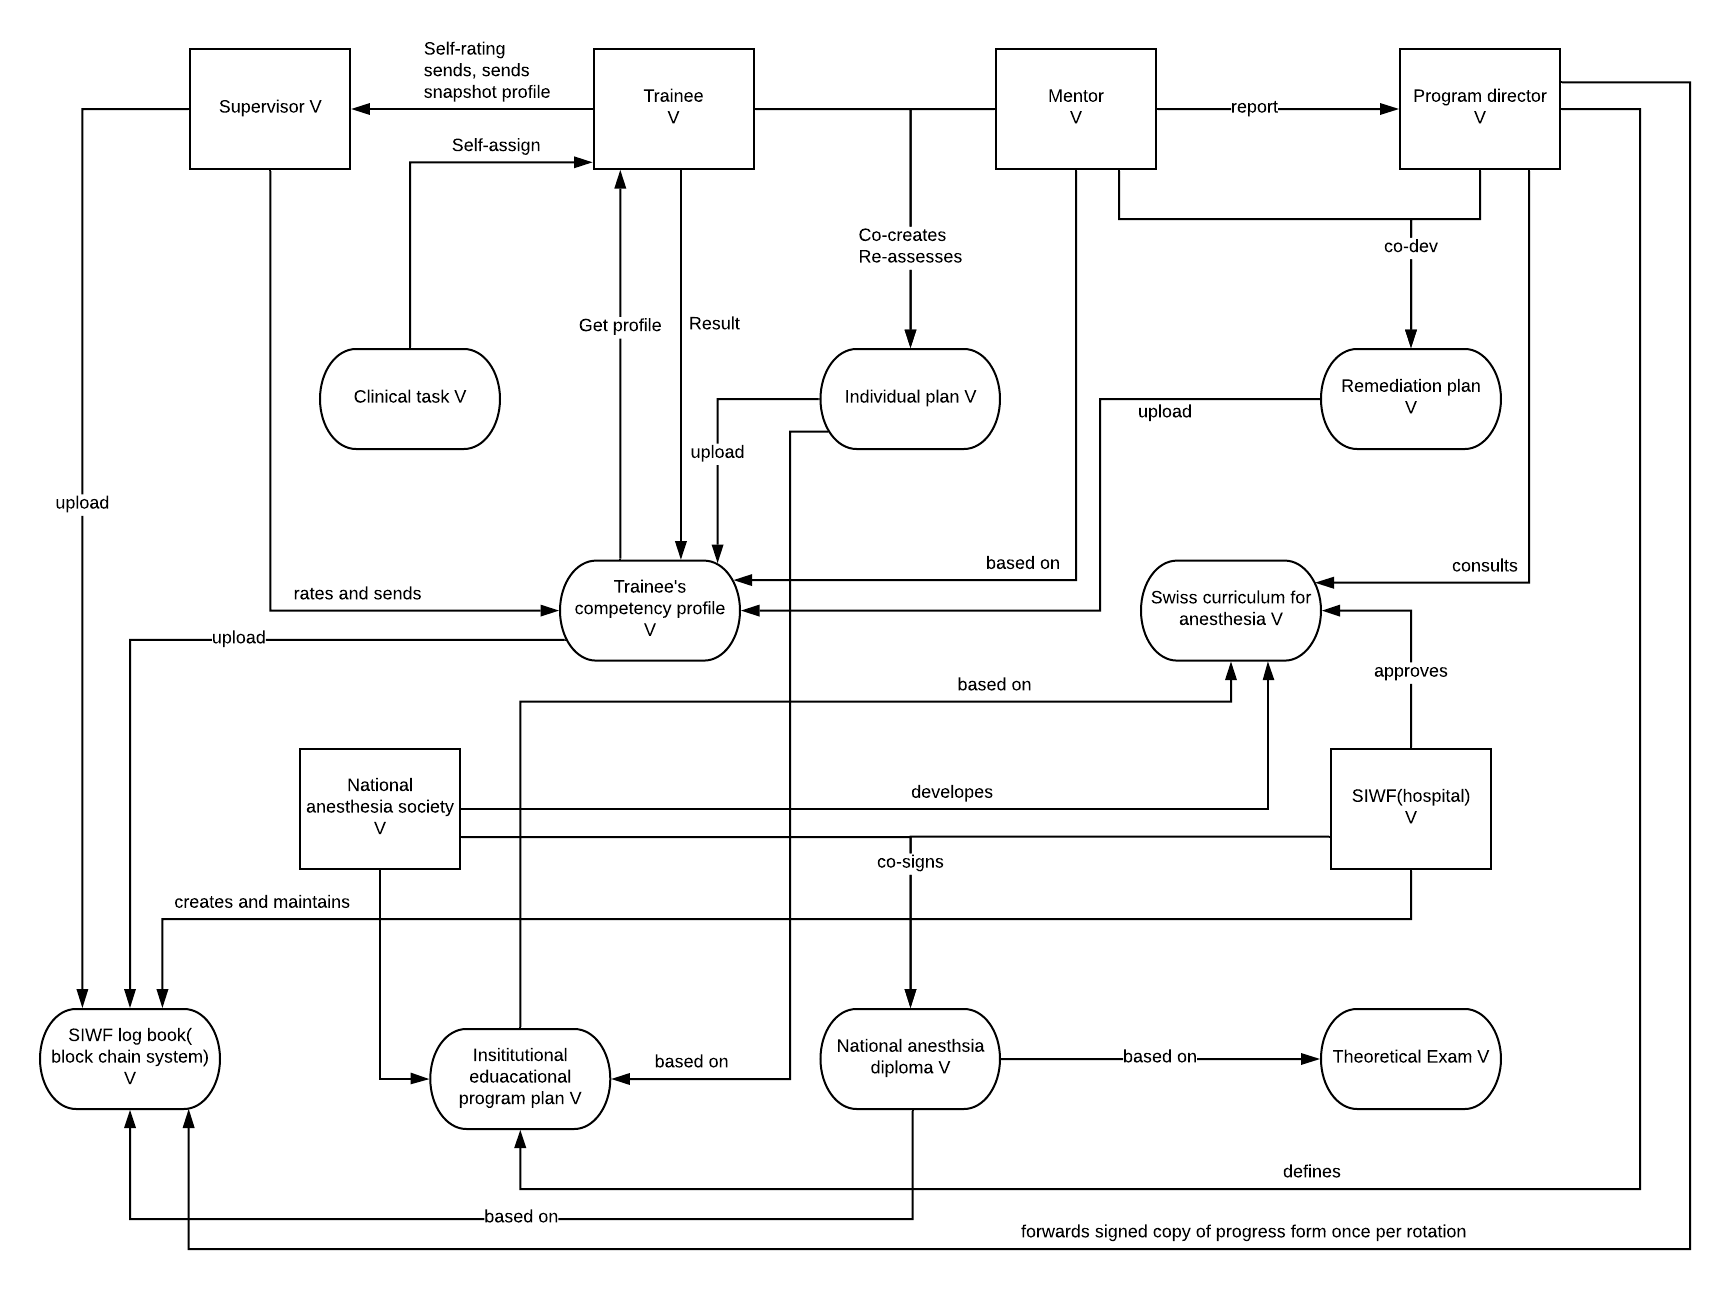 Self-rating
sends, sends
snapshot profile
Supervisor V
Trainee
V
Mentor
V
report
Program director
V
Self-assign
Co-creates
Re-assesses
co-dev
Get profile
Result
Clinical task V
Individual plan V
Remediation plan
V
upload
upload
upload
based on
consults
rates and sends
Trainee's
competency profile
V
Swiss curriculum for
anesthesia V
upload
approves
based on
National
anesthesia society
V
developes
SIWF(hospital)
V
co-signs
creates and maintains
SIWF log book(
block chain system)
V
Insititutional
eduacational
program plan V
based on
National anesthsia
diploma V
based on
Theoretical Exam V
defines
based on
forwards signed copy of progress form once per rotation